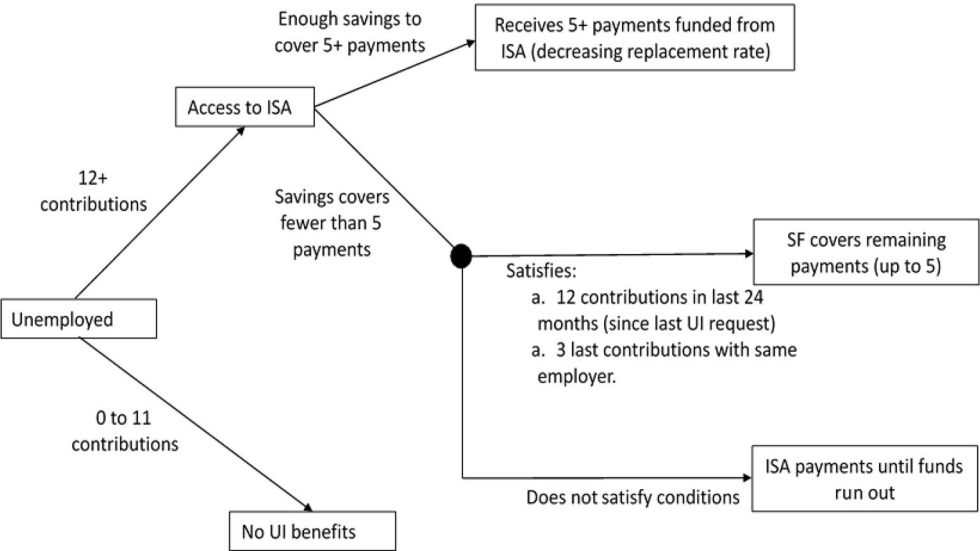 Enough savings to
cover 5+ payments
Receives 5+ payments funded from
ISA (decreasing replacement rate)
Access to ISA
12+
contributions
Savings covers
fewer than 5
payments
SF covers remaining
payments (up to 5)
Satisfies:
a. 12 contributions in last 24
months (since last UI request)
a. 3 last contributions with same
employer.
Unemployed
0 to 11
contributions
ISA payments until funds
run out
Does not satisfy conditions
No UI benefits